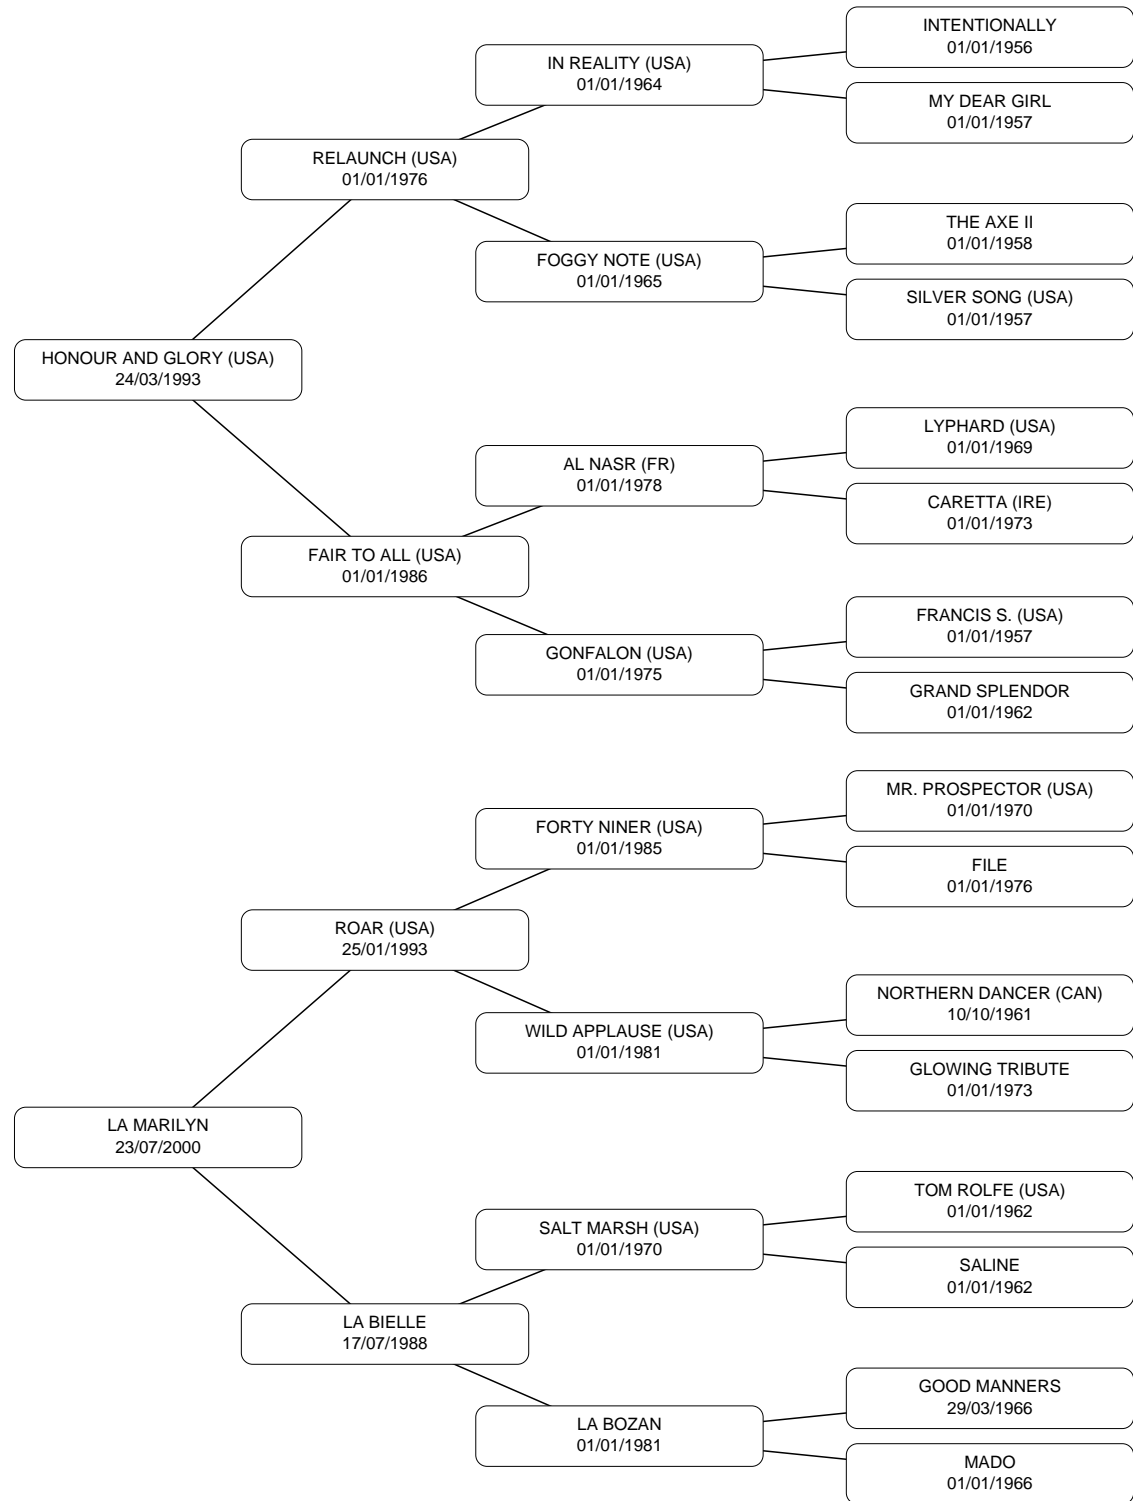 INTENTIONALLY
01/01/1956
IN REALITY (USA)
01/01/1964
MY DEAR GIRL
01/01/1957
RELAUNCH (USA)
01/01/1976
THE AXE II
01/01/1958
FOGGY NOTE (USA)
01/01/1965
SILVER SONG (USA)
01/01/1957
HONOUR AND GLORY (USA)
24/03/1993
LYPHARD (USA)
01/01/1969
AL NASR (FR)
01/01/1978
CARETTA (IRE)
01/01/1973
FAIR TO ALL (USA)
01/01/1986
FRANCIS S. (USA)
01/01/1957
GONFALON (USA)
01/01/1975
GRAND SPLENDOR
01/01/1962
MR. PROSPECTOR (USA)
01/01/1970
FORTY NINER (USA)
01/01/1985
FILE
01/01/1976
ROAR (USA)
25/01/1993
NORTHERN DANCER (CAN)
10/10/1961
WILD APPLAUSE (USA)
01/01/1981
GLOWING TRIBUTE
01/01/1973
LA MARILYN
23/07/2000
TOM ROLFE (USA)
01/01/1962
SALT MARSH (USA)
01/01/1970
SALINE
01/01/1962
LA BIELLE
17/07/1988
GOOD MANNERS
29/03/1966
LA BOZAN
01/01/1981
MADO
01/01/1966